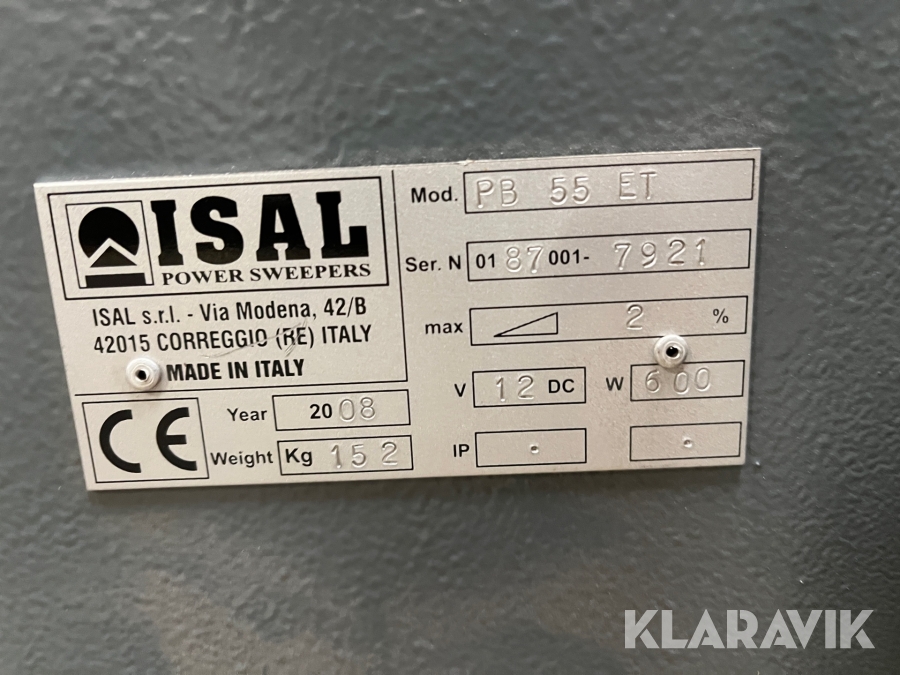 ISAL
POWER SWEEPERS
ISAL s.r.l. - Via Modena, 42/B
42015 CORREGGIO (RE) ITALY
MADE IN ITALY
CE
Year 2008
Weight Kg 152
Mod. PB 55 ET
Ser. N 01 87 001- 7921
max 2 %
V 12 DC W 600
IP - -
KLARAVIK